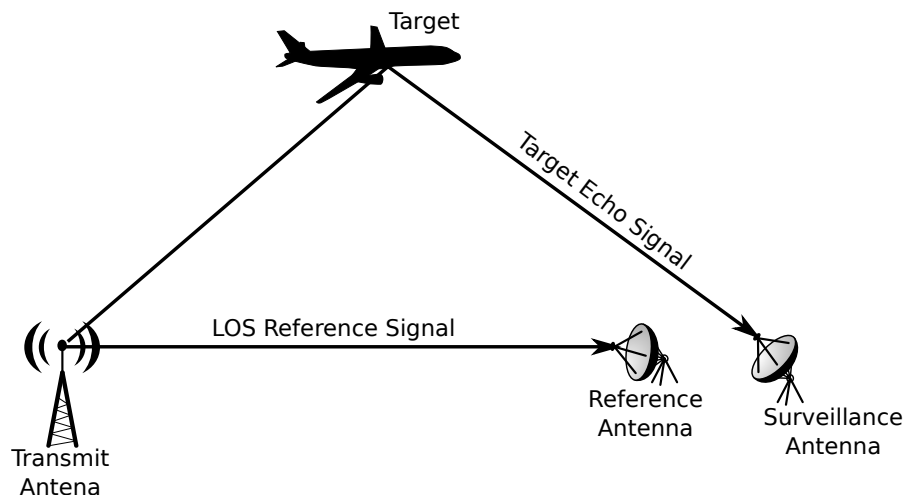 Target
Target Echo Signal
LOS Reference Signal
Reference
Antenna
Surveillance
Antenna
Transmit
Antena